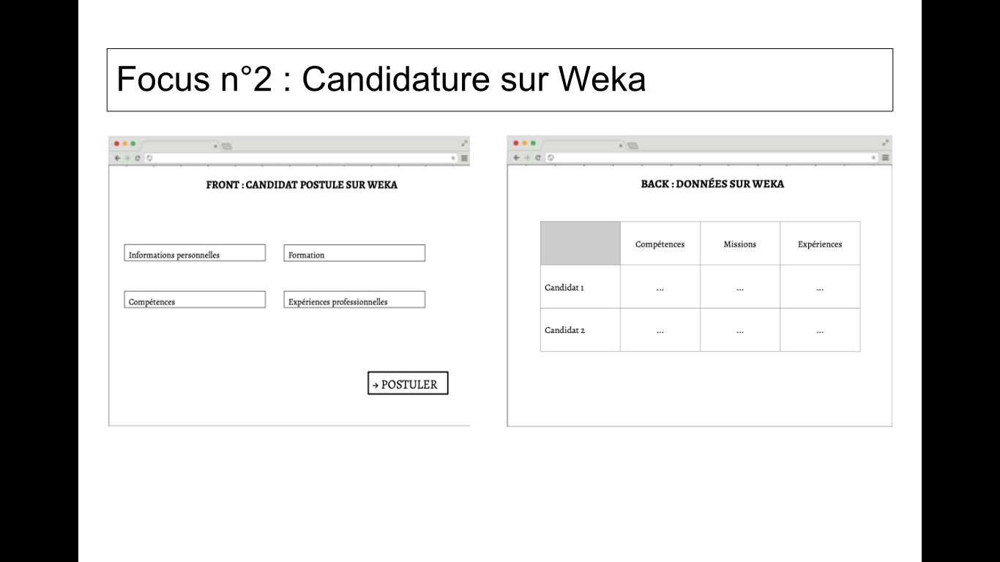 Focus n°2 : Candidature sur Weka
FRONT : CANDIDAT POSTULE SUR WEKA
Informations personnelles
Formation
Compétences
Expériences professionnelles
→ POSTULER
BACK : DONNÉES SUR WEKA
Compétences
Missions
Expériences
Candidat 1
...
...
...
Candidat 2
...
...
...